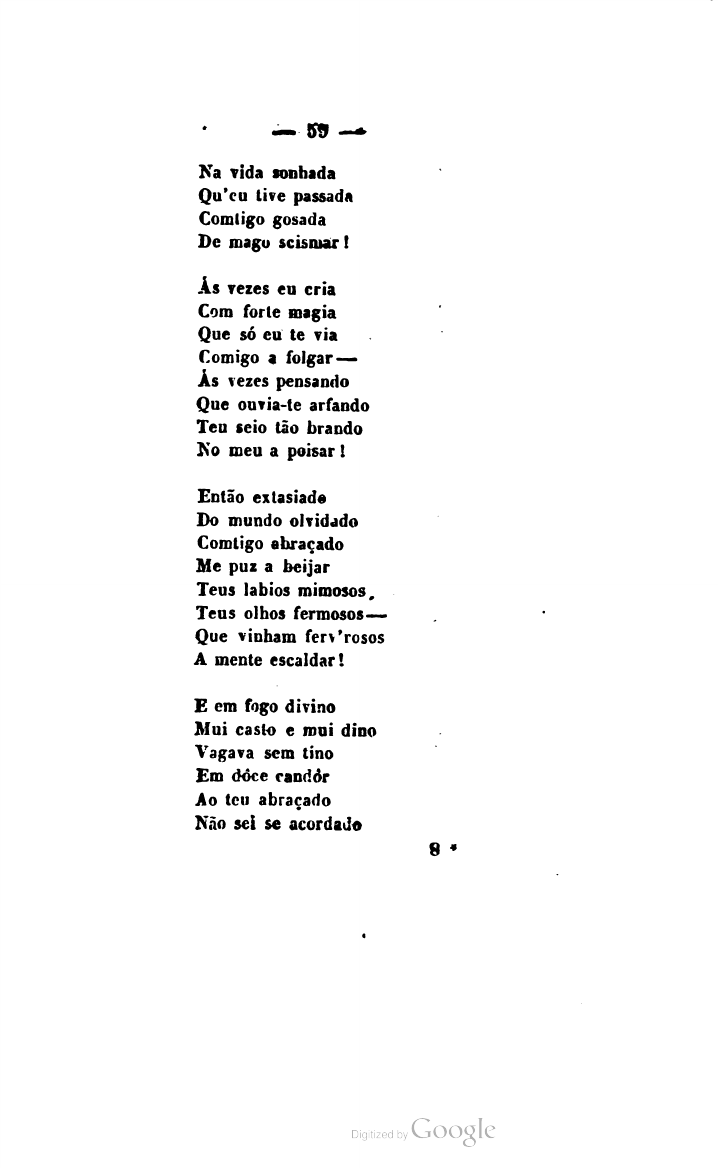 — 59 —
Na vida sonhada
Qu'eu tive passada
Comtigo gosada
De mago scismar!
Ás vezes eu cria
Com forte magia
Que só eu te via
Comigo a folgar—
Ás vezes pensando
Que ouvia-te arfando
Teu seio tão brando
No meu a poisar!
Então extasiado
Do mundo olvidado
Comtigo abraçado
Me puz a beijar
Teus labios mimosos,
Teus olhos fermosos—
Que vinham ferv'rosos
A mente escaldar!
E em fogo divino
Mui casto e mui dino
Vagava sem tino
Em dôce candôr
Ao teu abraçado
Não sei se acordado
8 *
Digitized by Google